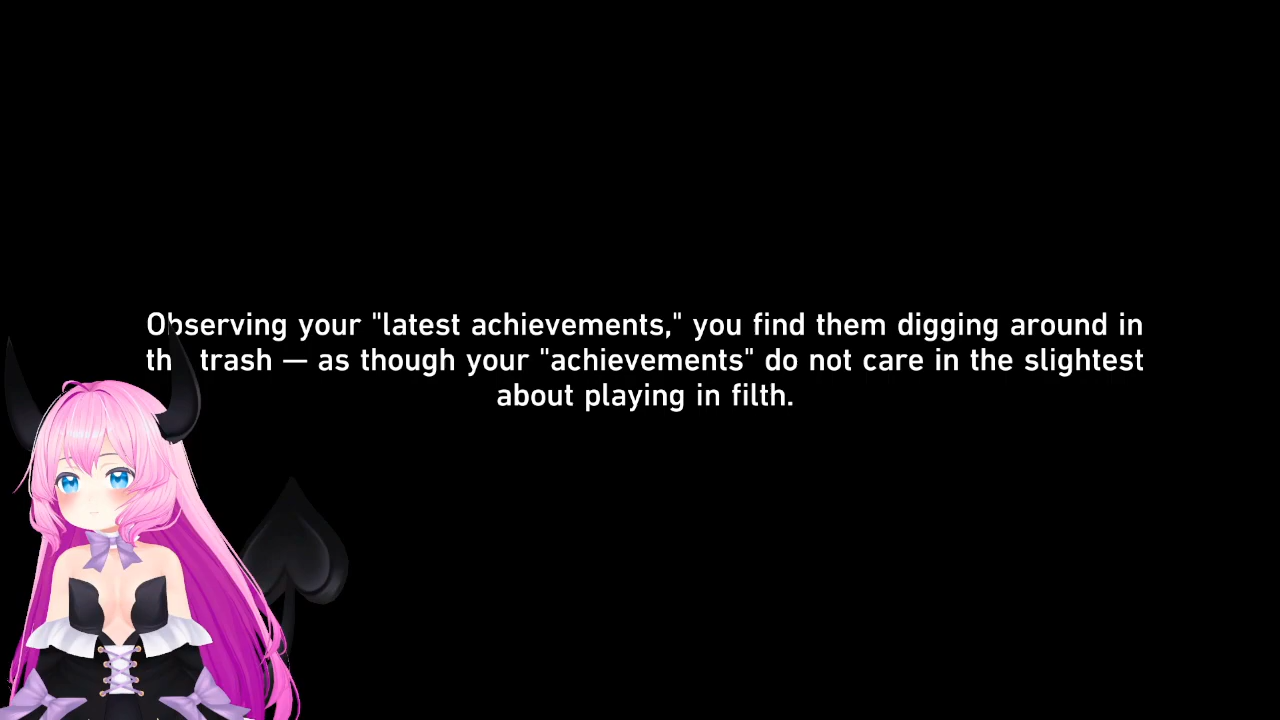 Observing your "latest achievements," you find them digging around in
the trash — as though your "achievements" do not care in the slightest
about playing in filth.